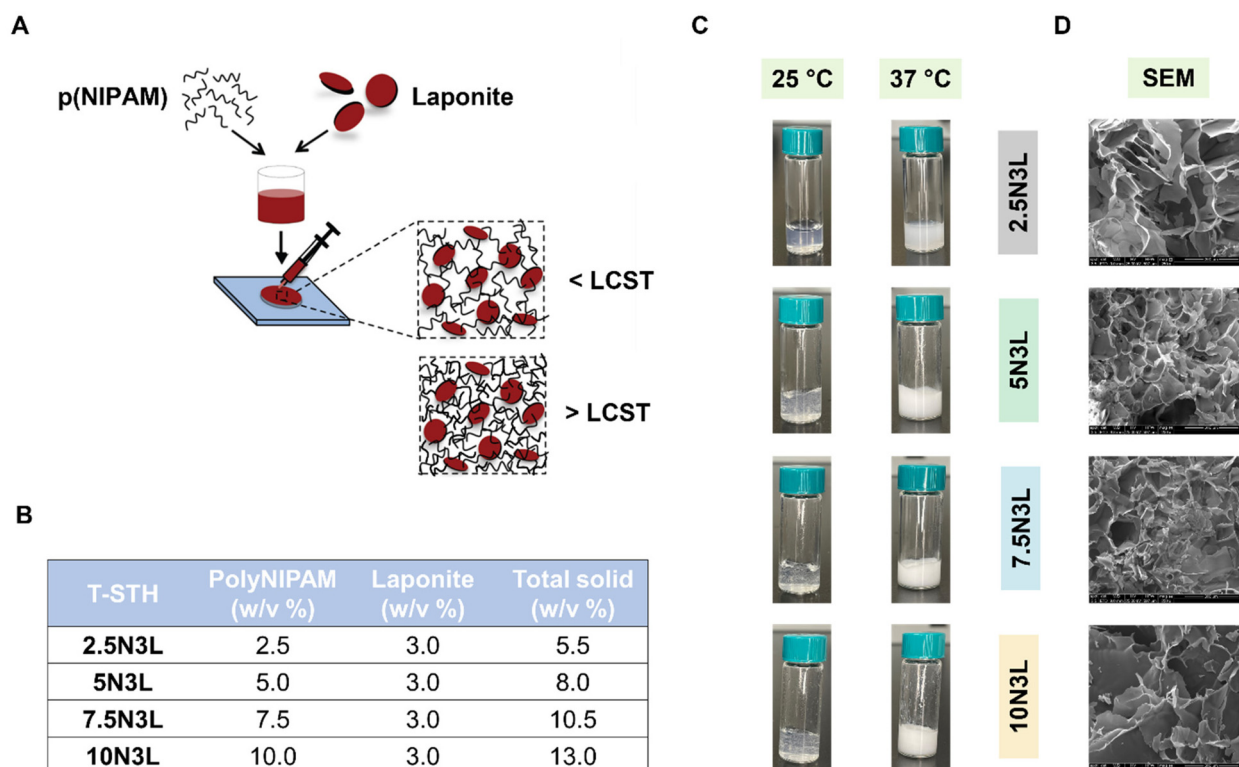 A
p(NIPAM)
Laponite
< LCST
> LCST
B
T-STH
PolyNIPAM
(w/v %)
Laponite
(w/v %)
Total solid
(w/v %)
2.5N3L 2.5 3.0 5.5
5N3L 5.0 3.0 8.0
7.5N3L 7.5 3.0 10.5
10N3L 10.0 3.0 13.0
C
25 °C
37 °C
2.5N3L
5N3L
7.5N3L
10N3L
D
SEM